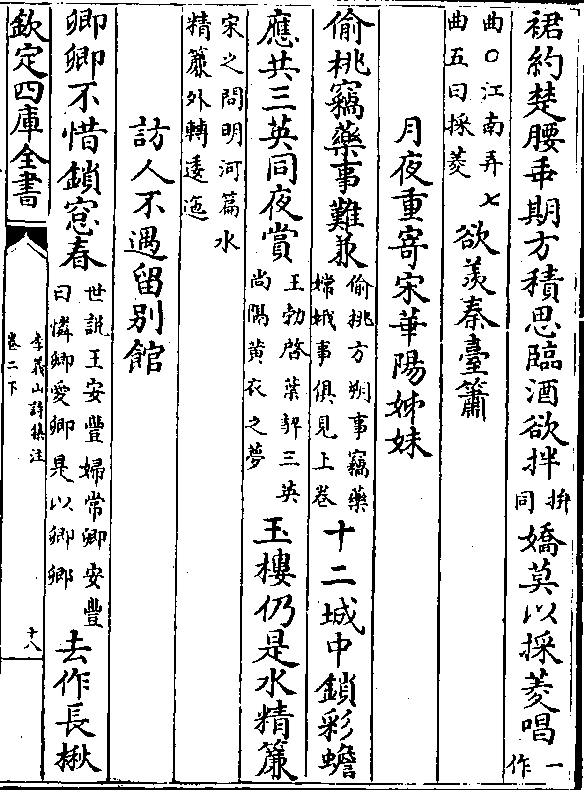 裙約楚腰乖期方積思臨酒欲拌拚同嬌莫以採菱唱一作
曲〇江南弄七曲五曰採菱欲羨秦臺簫
月夜重寄宋華陽姊妹
偷桃竊藥事難兼偷桃方朔事竊藥嫦娥事俱見上卷十二城中鎖彩蟾
應共三英同夜賞王勃啓葉契三英尚隔黄衣之夢玉樓仍是水精簾
宋之問明河篇水精簾外轉逶迤
訪人不遇留別館
卿卿不惜鎖窓春世說王安豐婦常卿安豐曰憐卿愛卿是以卿卿去作長楸
欽定四庫全書
李義山詩集注
卷二下
十八